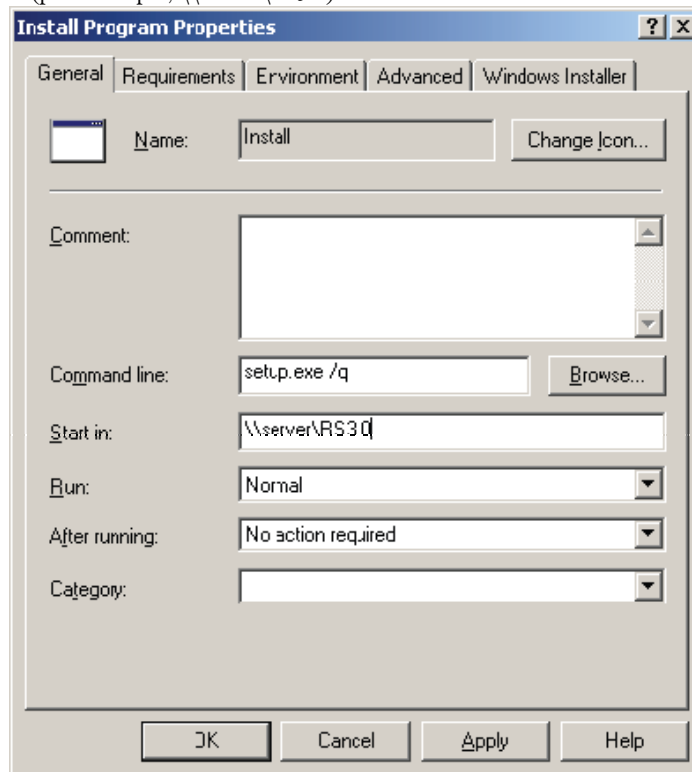 Install Program Properties
General Requirements Environment Advanced Windows Installer
Name: Install Change Icon...
Comment:
Command line: setup.exe /q Browse...
Start in: \\server\RS30
Run: Normal
After running: No action required
Category:
OK Cancel Apply Help